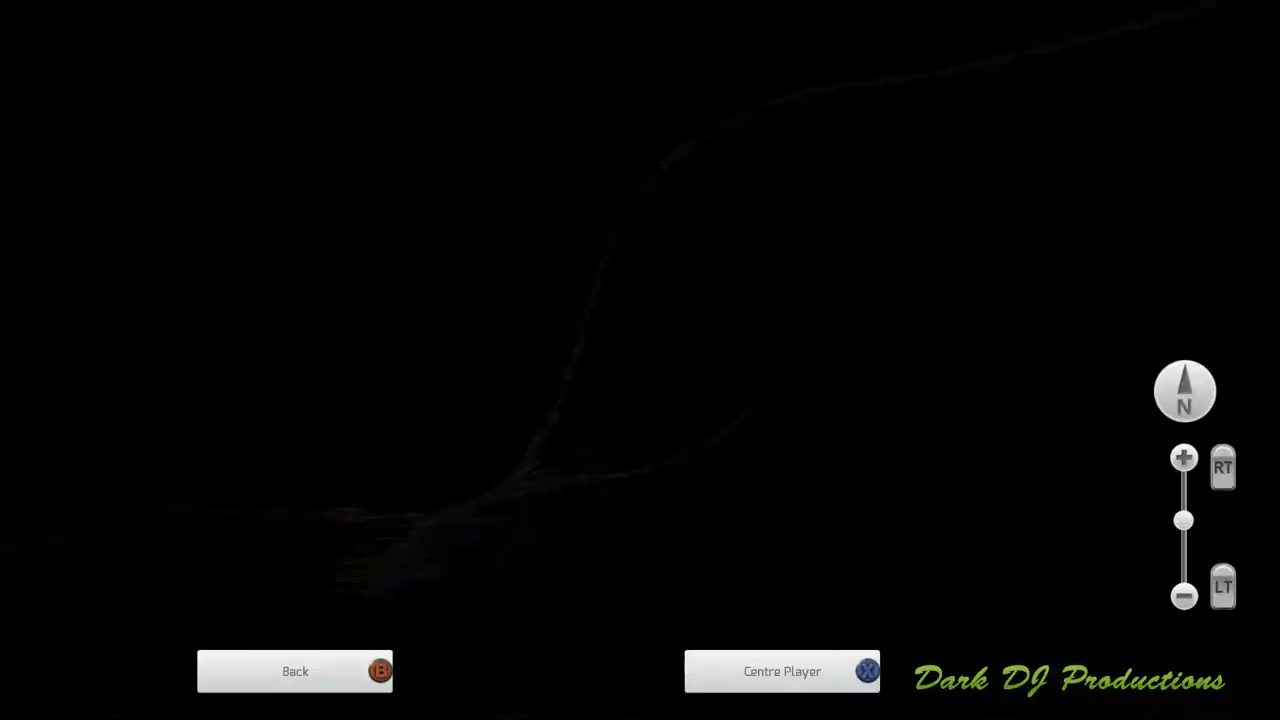 N
RT
LT
Back B
Centre Player X
Dark DJ Productions